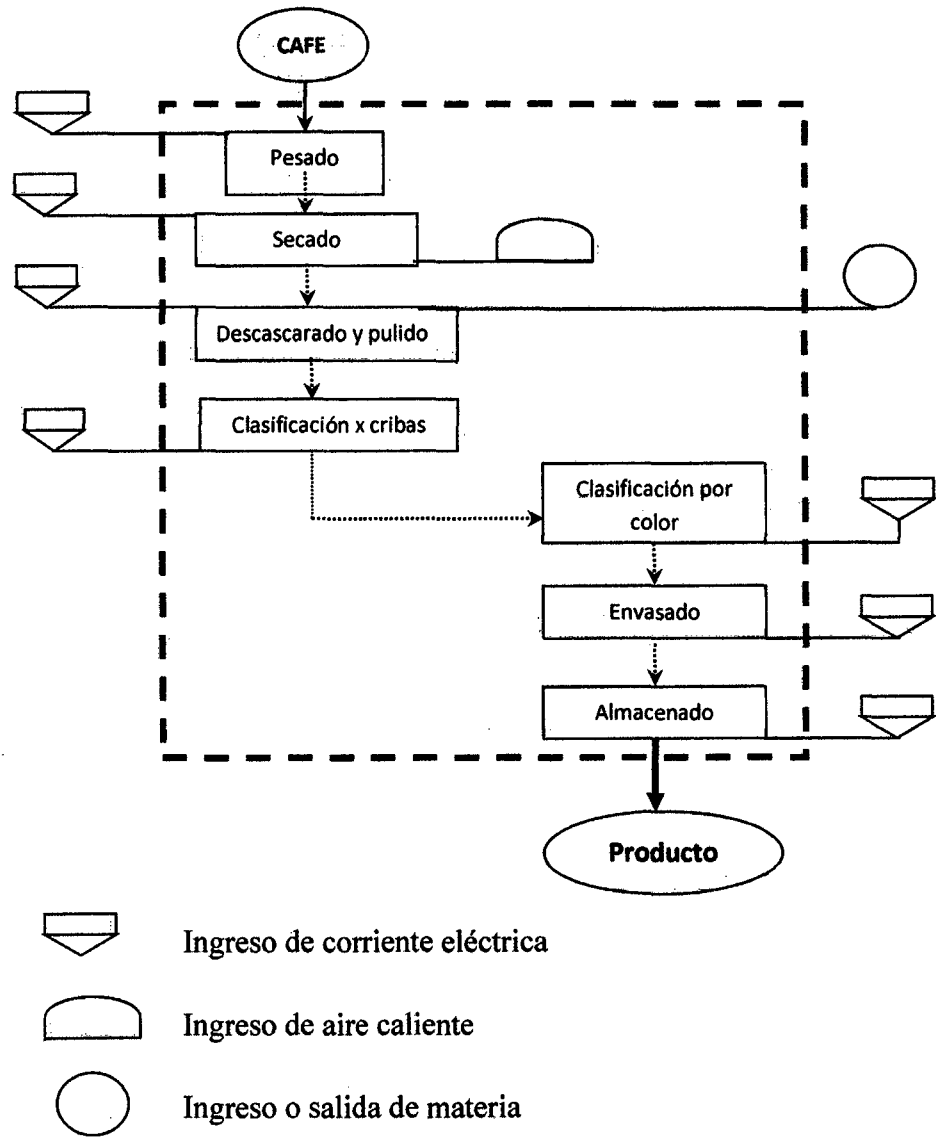 CAFE
Pesado
Secado
Descascarado y pulido
Clasificación x cribas
Clasificación por
color
Envasado
Almacenado
Producto
Ingreso de corriente eléctrica
Ingreso de aire caliente
Ingreso o salida de materia